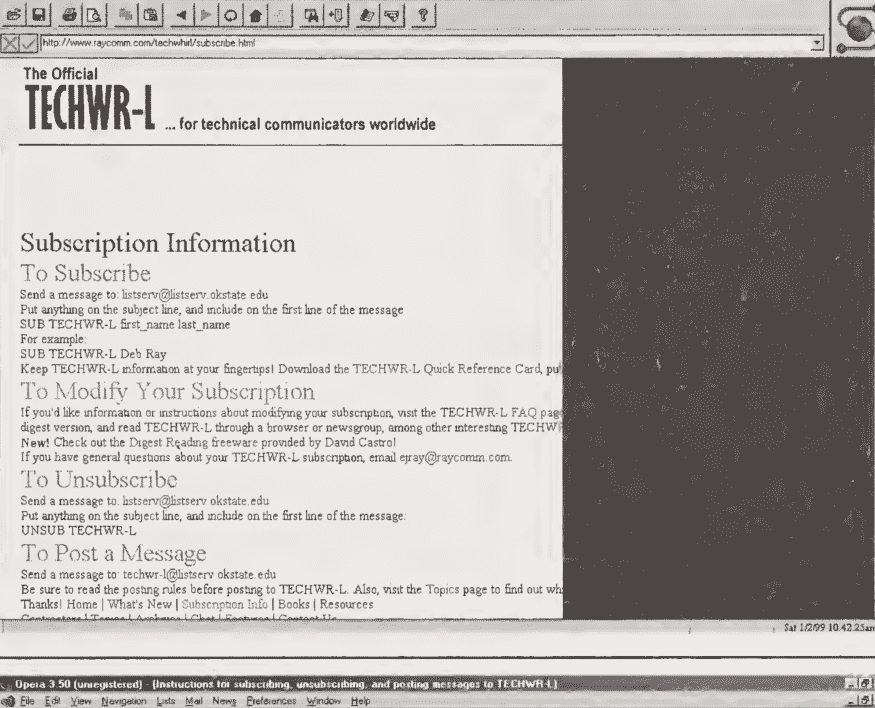 http://www.raycomm.com/techwhirl/subscribe.html
The Official
TECHWR-L ... for technical communicators worldwide
Subscription Information
To Subscribe
Send a message to: listserv@listserv.okstate.edu
Put anything on the subject line, and include on the first line of the message
SUB TECHWR-L first_name last_name
For example:
SUB TECHWR-L Deb Ray
Keep TECHWR-L information at your fingertips! Download the TECHWR-L Quick Reference Card, pu
To Modify Your Subscription
If you'd like information or instructions about modifying your subscription, visit the TECHWR-L FAQ page
digest version, and read TECHWR-L through a browser or newsgroup, among other interesting TECHW
New! Check out the Digest Reading freeware provided by David Castro!
If you have general questions about your TECHWR-L subscription, email ejray@raycomm.com.
To Unsubscribe
Send a message to: listserv@listserv.okstate.edu
Put anything on the subject line, and include on the first line of the message:
UNSUB TECHWR-L
To Post a Message
Send a message to: techwr-l@listserv.okstate.edu
Be sure to read the posting rules before posting to TECHWR-L. Also, visit the Topics page to find out wh
Thanks! Home | What's New | Subscription Info | Books | Resources
Contractors | Topics | Archives | Chat | Features | Contact Us
Sat 1/2/99 10:42:25am
Opera 3.50 (unregistered) - [Instructions for subscribing, unsubscribing, and posting messages to TECHWR-L]
File Edit View Navigation Lists Mail News Preferences Window Help